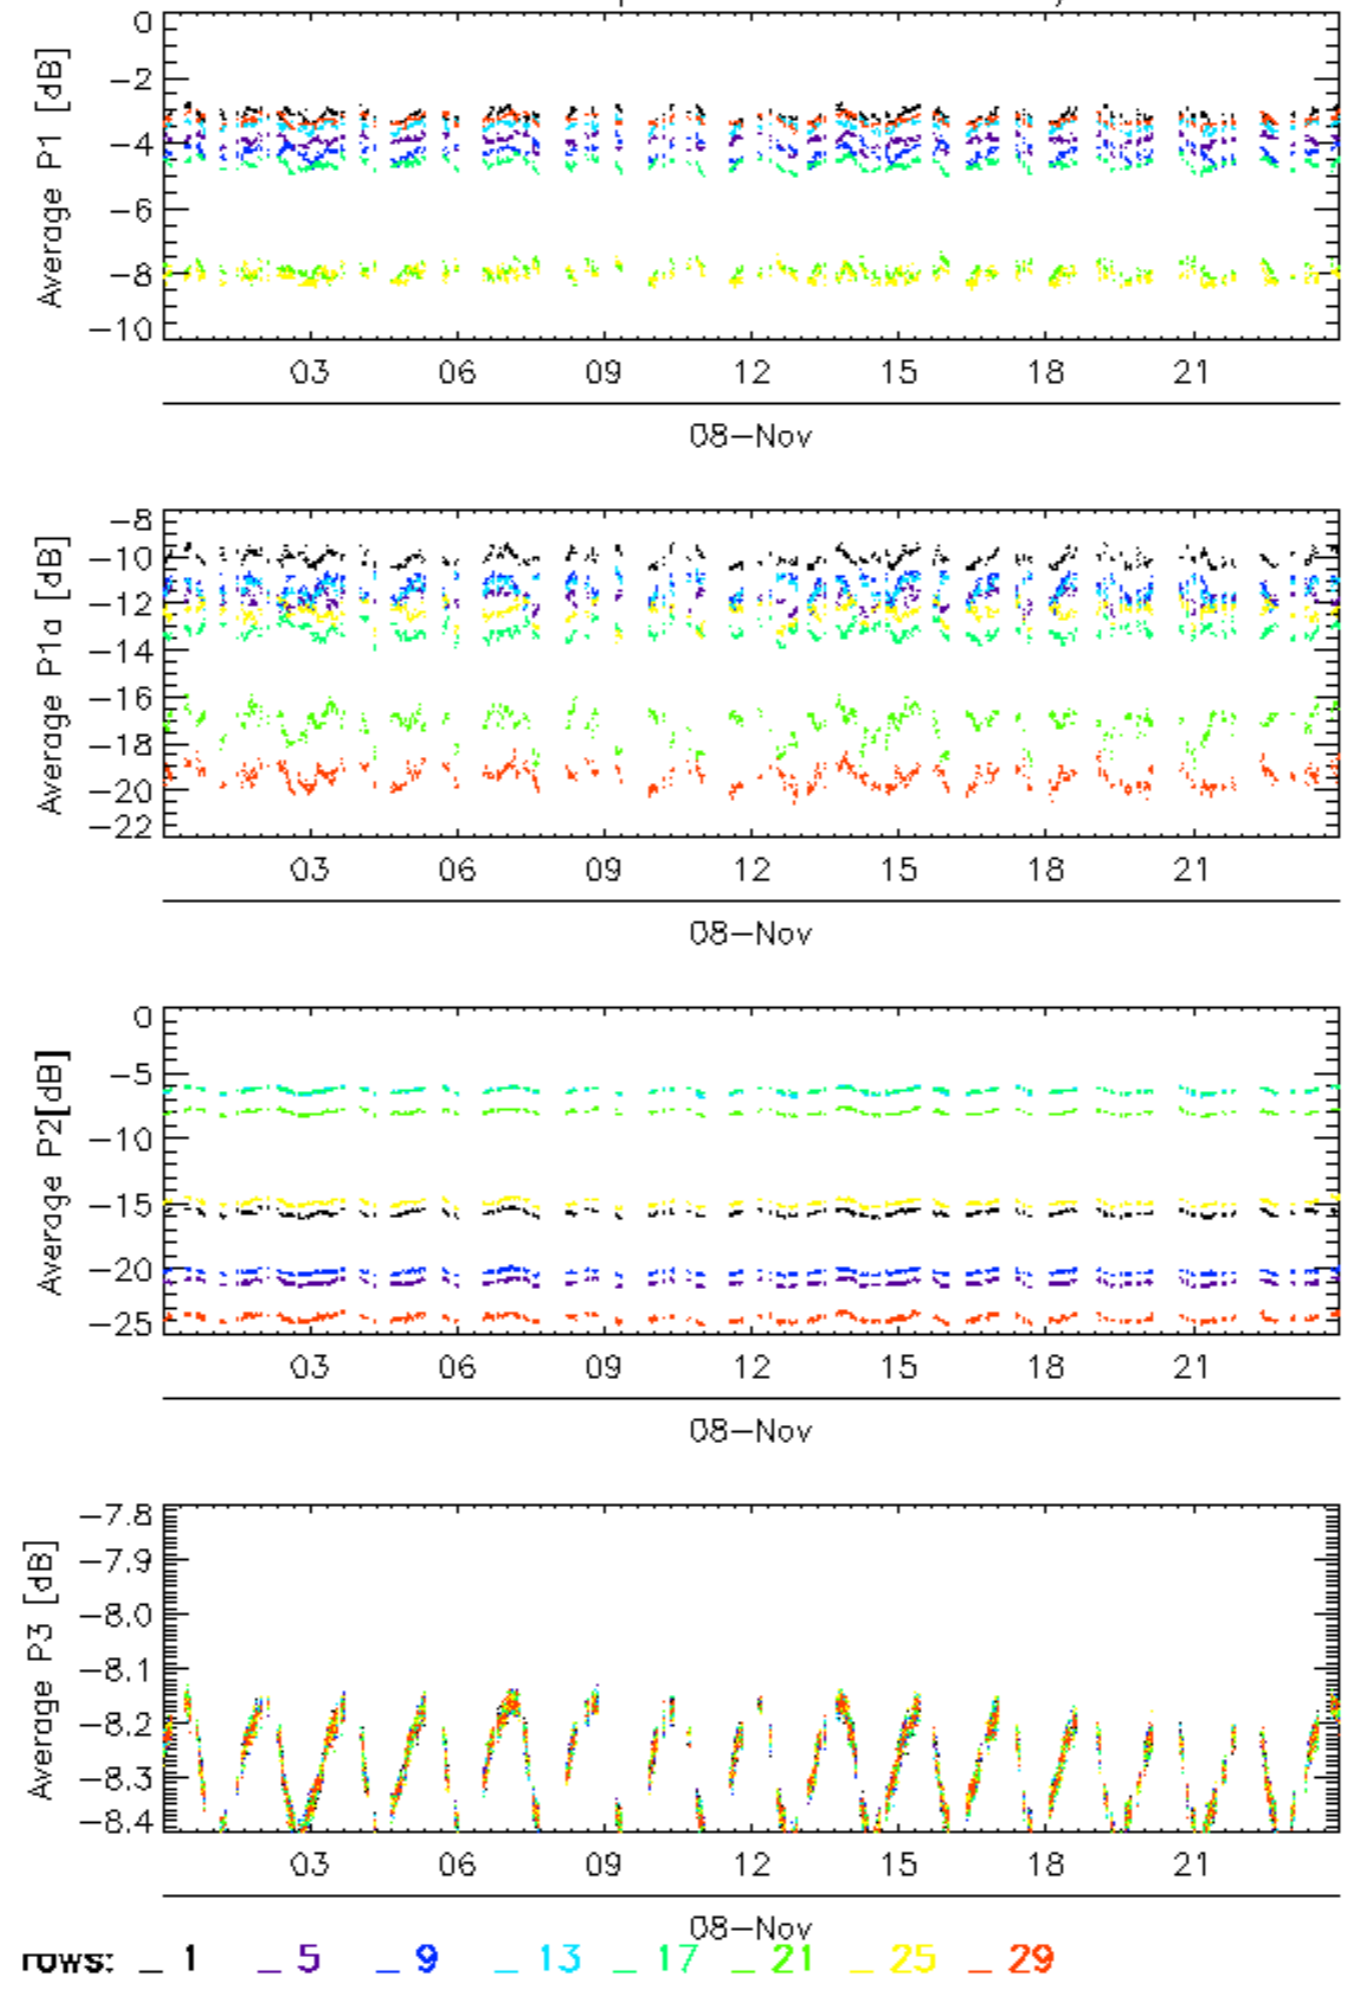 0
-2
-4
-6
-8
-10
Average P1 [dB]
03 06 09 12 15 18 21
08-Nov
-8
-10
-12
-14
-16
-18
-20
-22
Average P1a [dB]
03 06 09 12 15 18 21
08-Nov
0
-5
-10
-15
-20
-25
Average P2[dB]
03 06 09 12 15 18 21
08-Nov
-7.8
-7.9
-8.0
-8.1
-8.2
-8.3
-8.4
Average P3 [dB]
03 06 09 12 15 18 21
08-Nov
rows: _ 1 _ 5 _ 9 _ 13 _ 17 _ 21 _ 25 _ 29